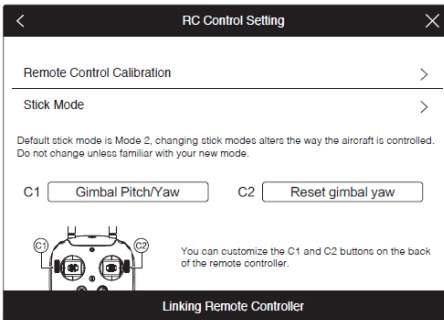 RC Control Setting
Remote Control Calibration
Stick Mode
Default stick mode is Mode 2, changing stick modes alters the way the aircraft is controlled.
Do not change unless familiar with your new mode.
C1 Gimbal Pitch/Yaw C2 Reset gimbal yaw
C1 C2
You can customize the C1 and C2 buttons on the back
of the remote controller.
Linking Remote Controller